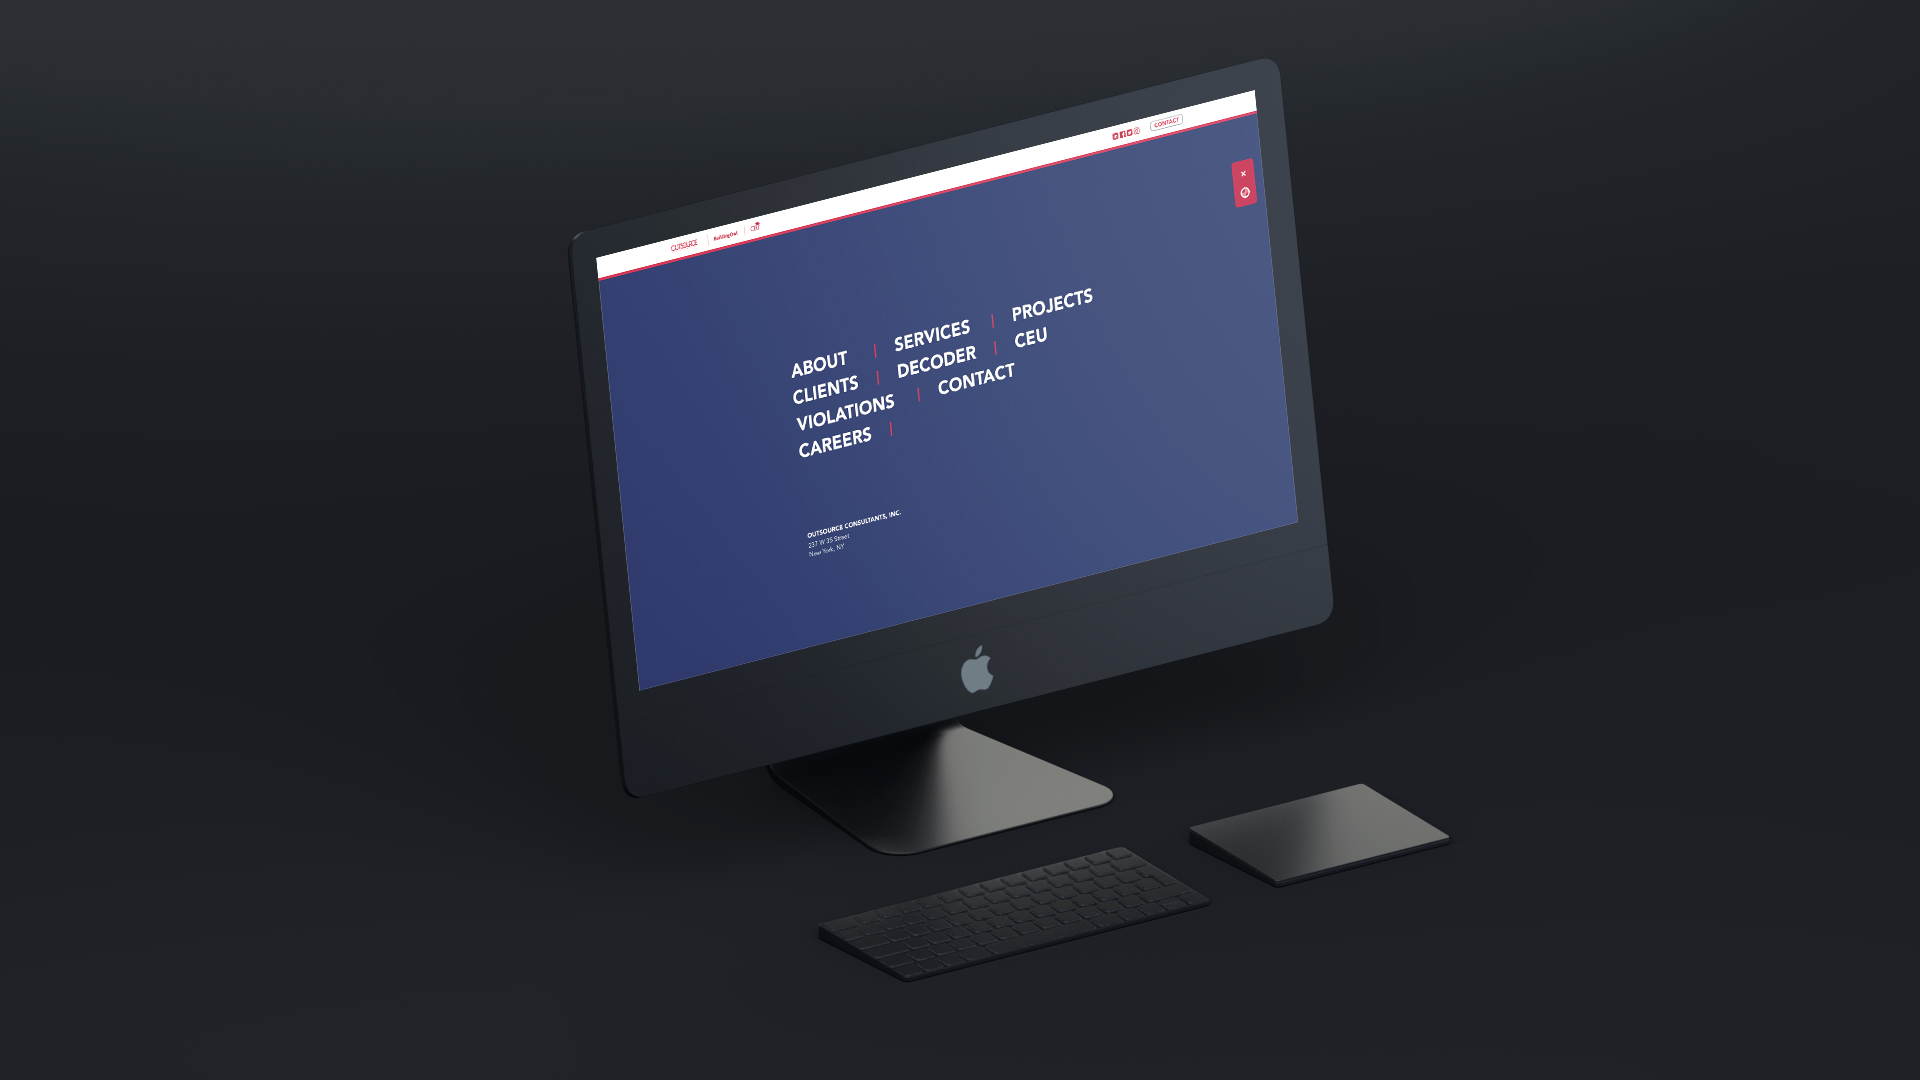 OUTSOURCE | BuildingOwl |
CONTACT
ABOUT | SERVICES | PROJECTS
CLIENTS | DECODER | CEU
VIOLATIONS | CONTACT
CAREERS |
OUTSOURCE CONSULTANTS, INC.
237 W 35 Street
New York, NY